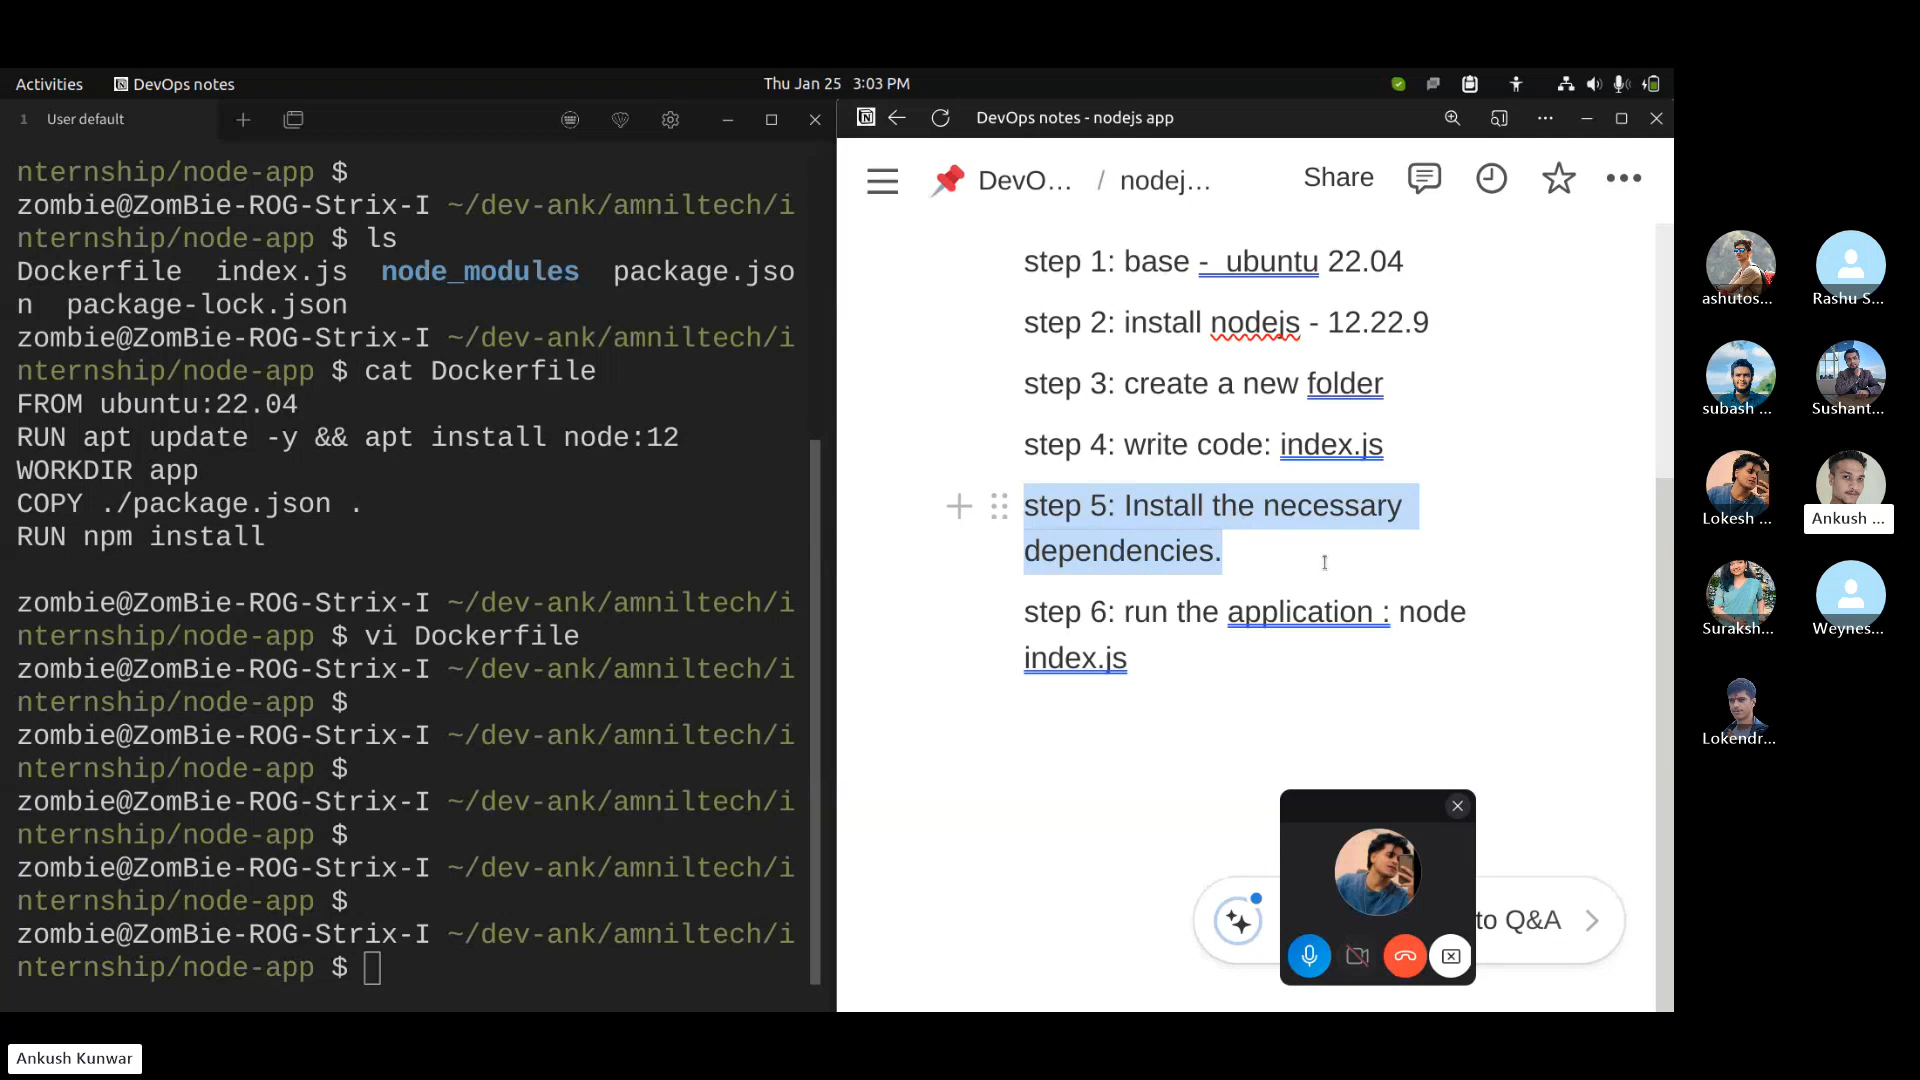 Activities DevOps notes Thu Jan 25 3:03 PM
1 User default
nternship/node-app $
zombie@ZomBie-ROG-Strix-I ~/dev-ank/amniltech/i
nternship/node-app $ ls
Dockerfile index.js node_modules package.jso
n package-lock.json
zombie@ZomBie-ROG-Strix-I ~/dev-ank/amniltech/i
nternship/node-app $ cat Dockerfile
FROM ubuntu:22.04
RUN apt update -y && apt install node:12
WORKDIR app
COPY ./package.json .
RUN npm install
zombie@ZomBie-ROG-Strix-I ~/dev-ank/amniltech/i
nternship/node-app $ vi Dockerfile
zombie@ZomBie-ROG-Strix-I ~/dev-ank/amniltech/i
nternship/node-app $
zombie@ZomBie-ROG-Strix-I ~/dev-ank/amniltech/i
nternship/node-app $
zombie@ZomBie-ROG-Strix-I ~/dev-ank/amniltech/i
nternship/node-app $
zombie@ZomBie-ROG-Strix-I ~/dev-ank/amniltech/i
nternship/node-app $
zombie@ZomBie-ROG-Strix-I ~/dev-ank/amniltech/i
nternship/node-app $
DevOps notes - nodejs app
DevO... / nodej... Share
step 1: base - ubuntu 22.04
step 2: install nodejs - 12.22.9
step 3: create a new folder
step 4: write code: index.js
step 5: Install the necessary
dependencies.
step 6: run the application : node
index.js
to Q&A
ashutos... Rashu S...
subash ... Sushant...
Lokesh ... Ankush ...
Suraksh... Weynes...
Lokendr...
Ankush Kunwar